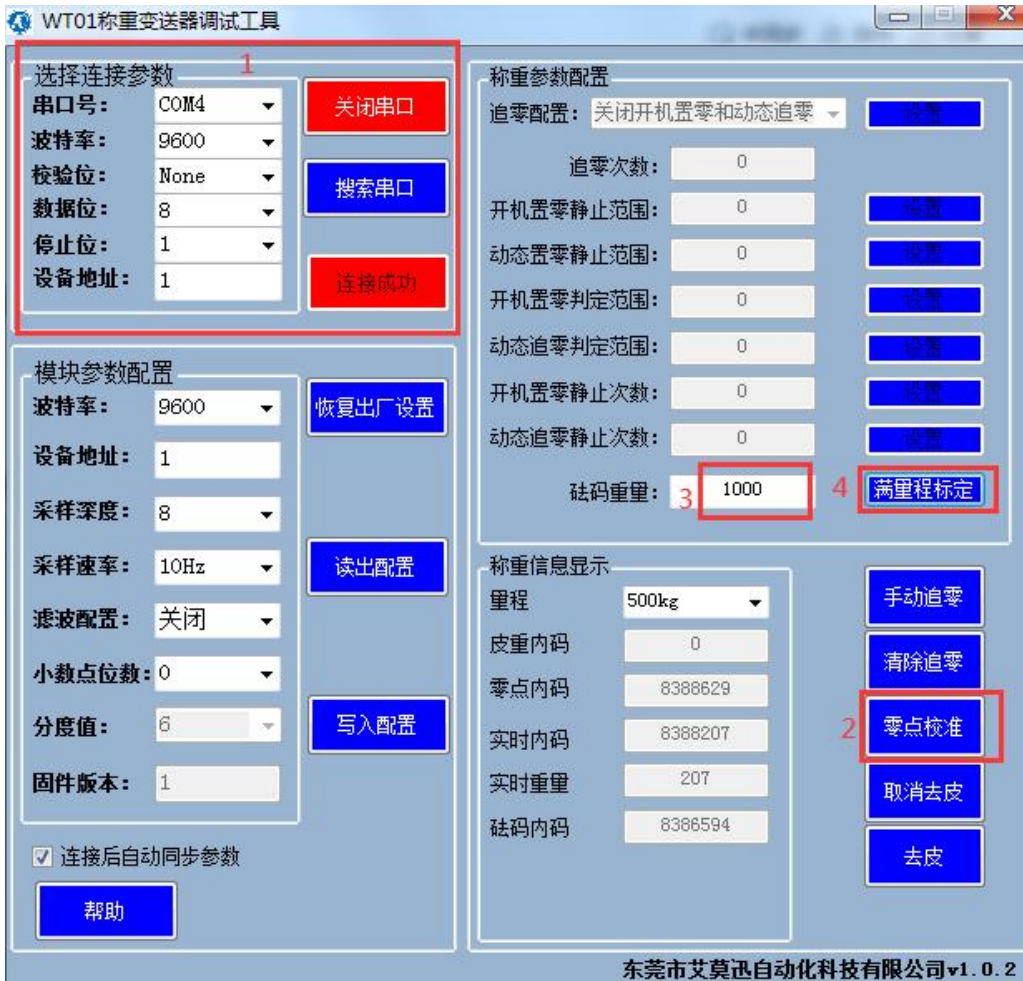 WT01称重变送器调试工具
选择连接参数
1
串口号：
COM4
关闭串口
波特率：
9600
校验位：
None
搜索串口
数据位：
8
停止位：
1
设备地址：
1
连接成功
模块参数配置
波特率：
9600
恢复出厂设置
设备地址：
1
采样深度：
8
采样速率：
10Hz
读出配置
滤波配置：
关闭
小数点位数：
0
分度值：
6
写入配置
固件版本：
1
连接后自动同步参数
帮助
称重参数配置
追零配置：
关闭开机置零和动态追零
设置
追零次数：
0
开机置零静止范围：
0
设置
动态置零静止范围：
0
设置
开机置零判定范围：
0
设置
动态追零判定范围：
0
设置
开机置零静止次数：
0
设置
动态追零静止次数：
0
设置
砝码重量：
3
1000
4
满里程标定
称重信息显示
量程
500kg
皮重内码
0
零点内码
8388629
实时内码
8388207
实时重量
207
砝码内码
8386594
手动追零
清除追零
2
零点校准
取消去皮
去皮
东莞市艾莫迅自动化科技有限公司v1.0.2